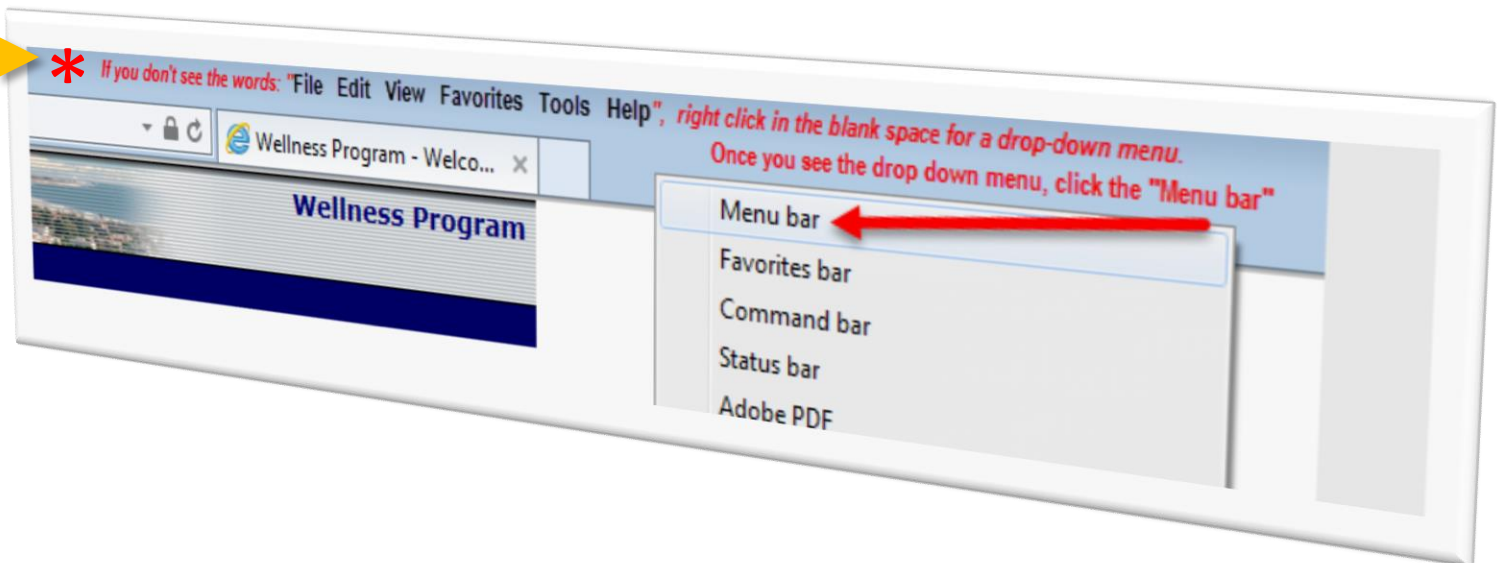 * If you don't see the words: "File Edit View Favorites Tools Help", right click in the blank space for a drop-down menu.
Once you see the drop down menu, click the "Menu bar"
Wellness Program - Welco...
Wellness Program
Menu bar
Favorites bar
Command bar
Status bar
Adobe PDF